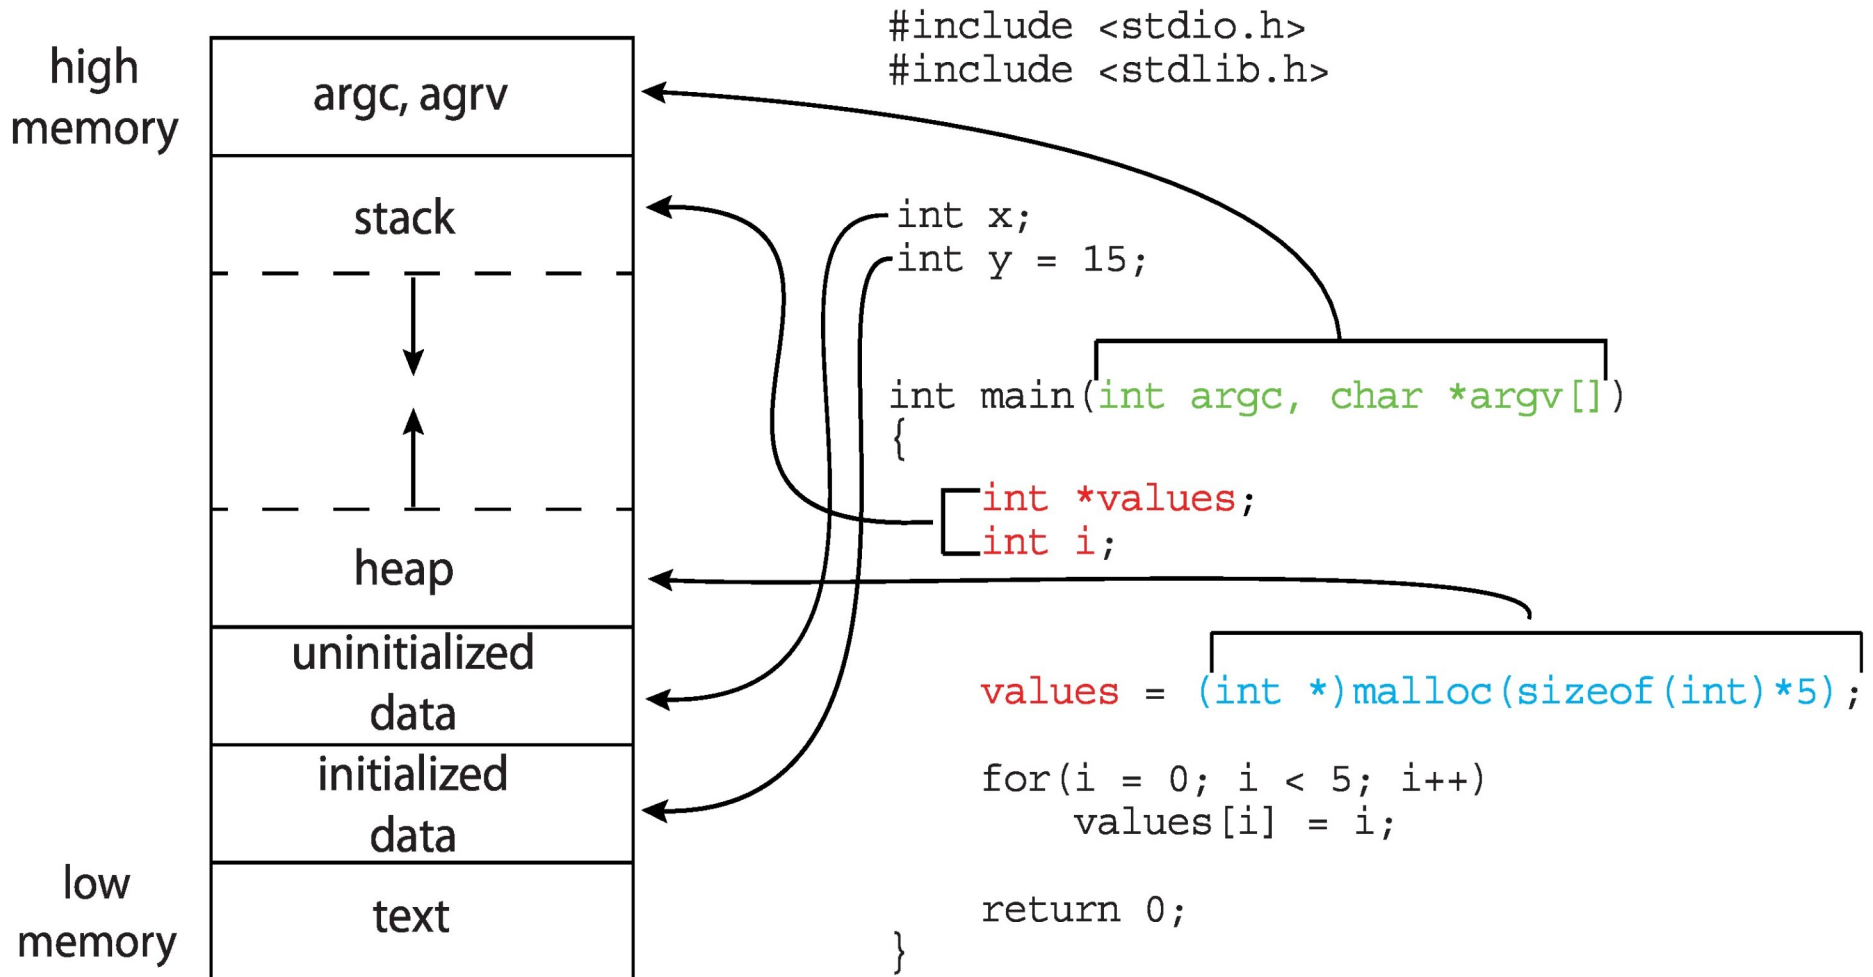 high
memory
argc, agrv
stack
heap
uninitialized
data
initialized
data
low
memory
text
#include <stdio.h>
#include <stdlib.h>
int x;
int y = 15;
int main(int argc, char *argv[])
{
int *values;
int i;
values = (int *)malloc(sizeof(int)*5);
for(i = 0; i < 5; i++)
values[i] = i;
return 0;
}